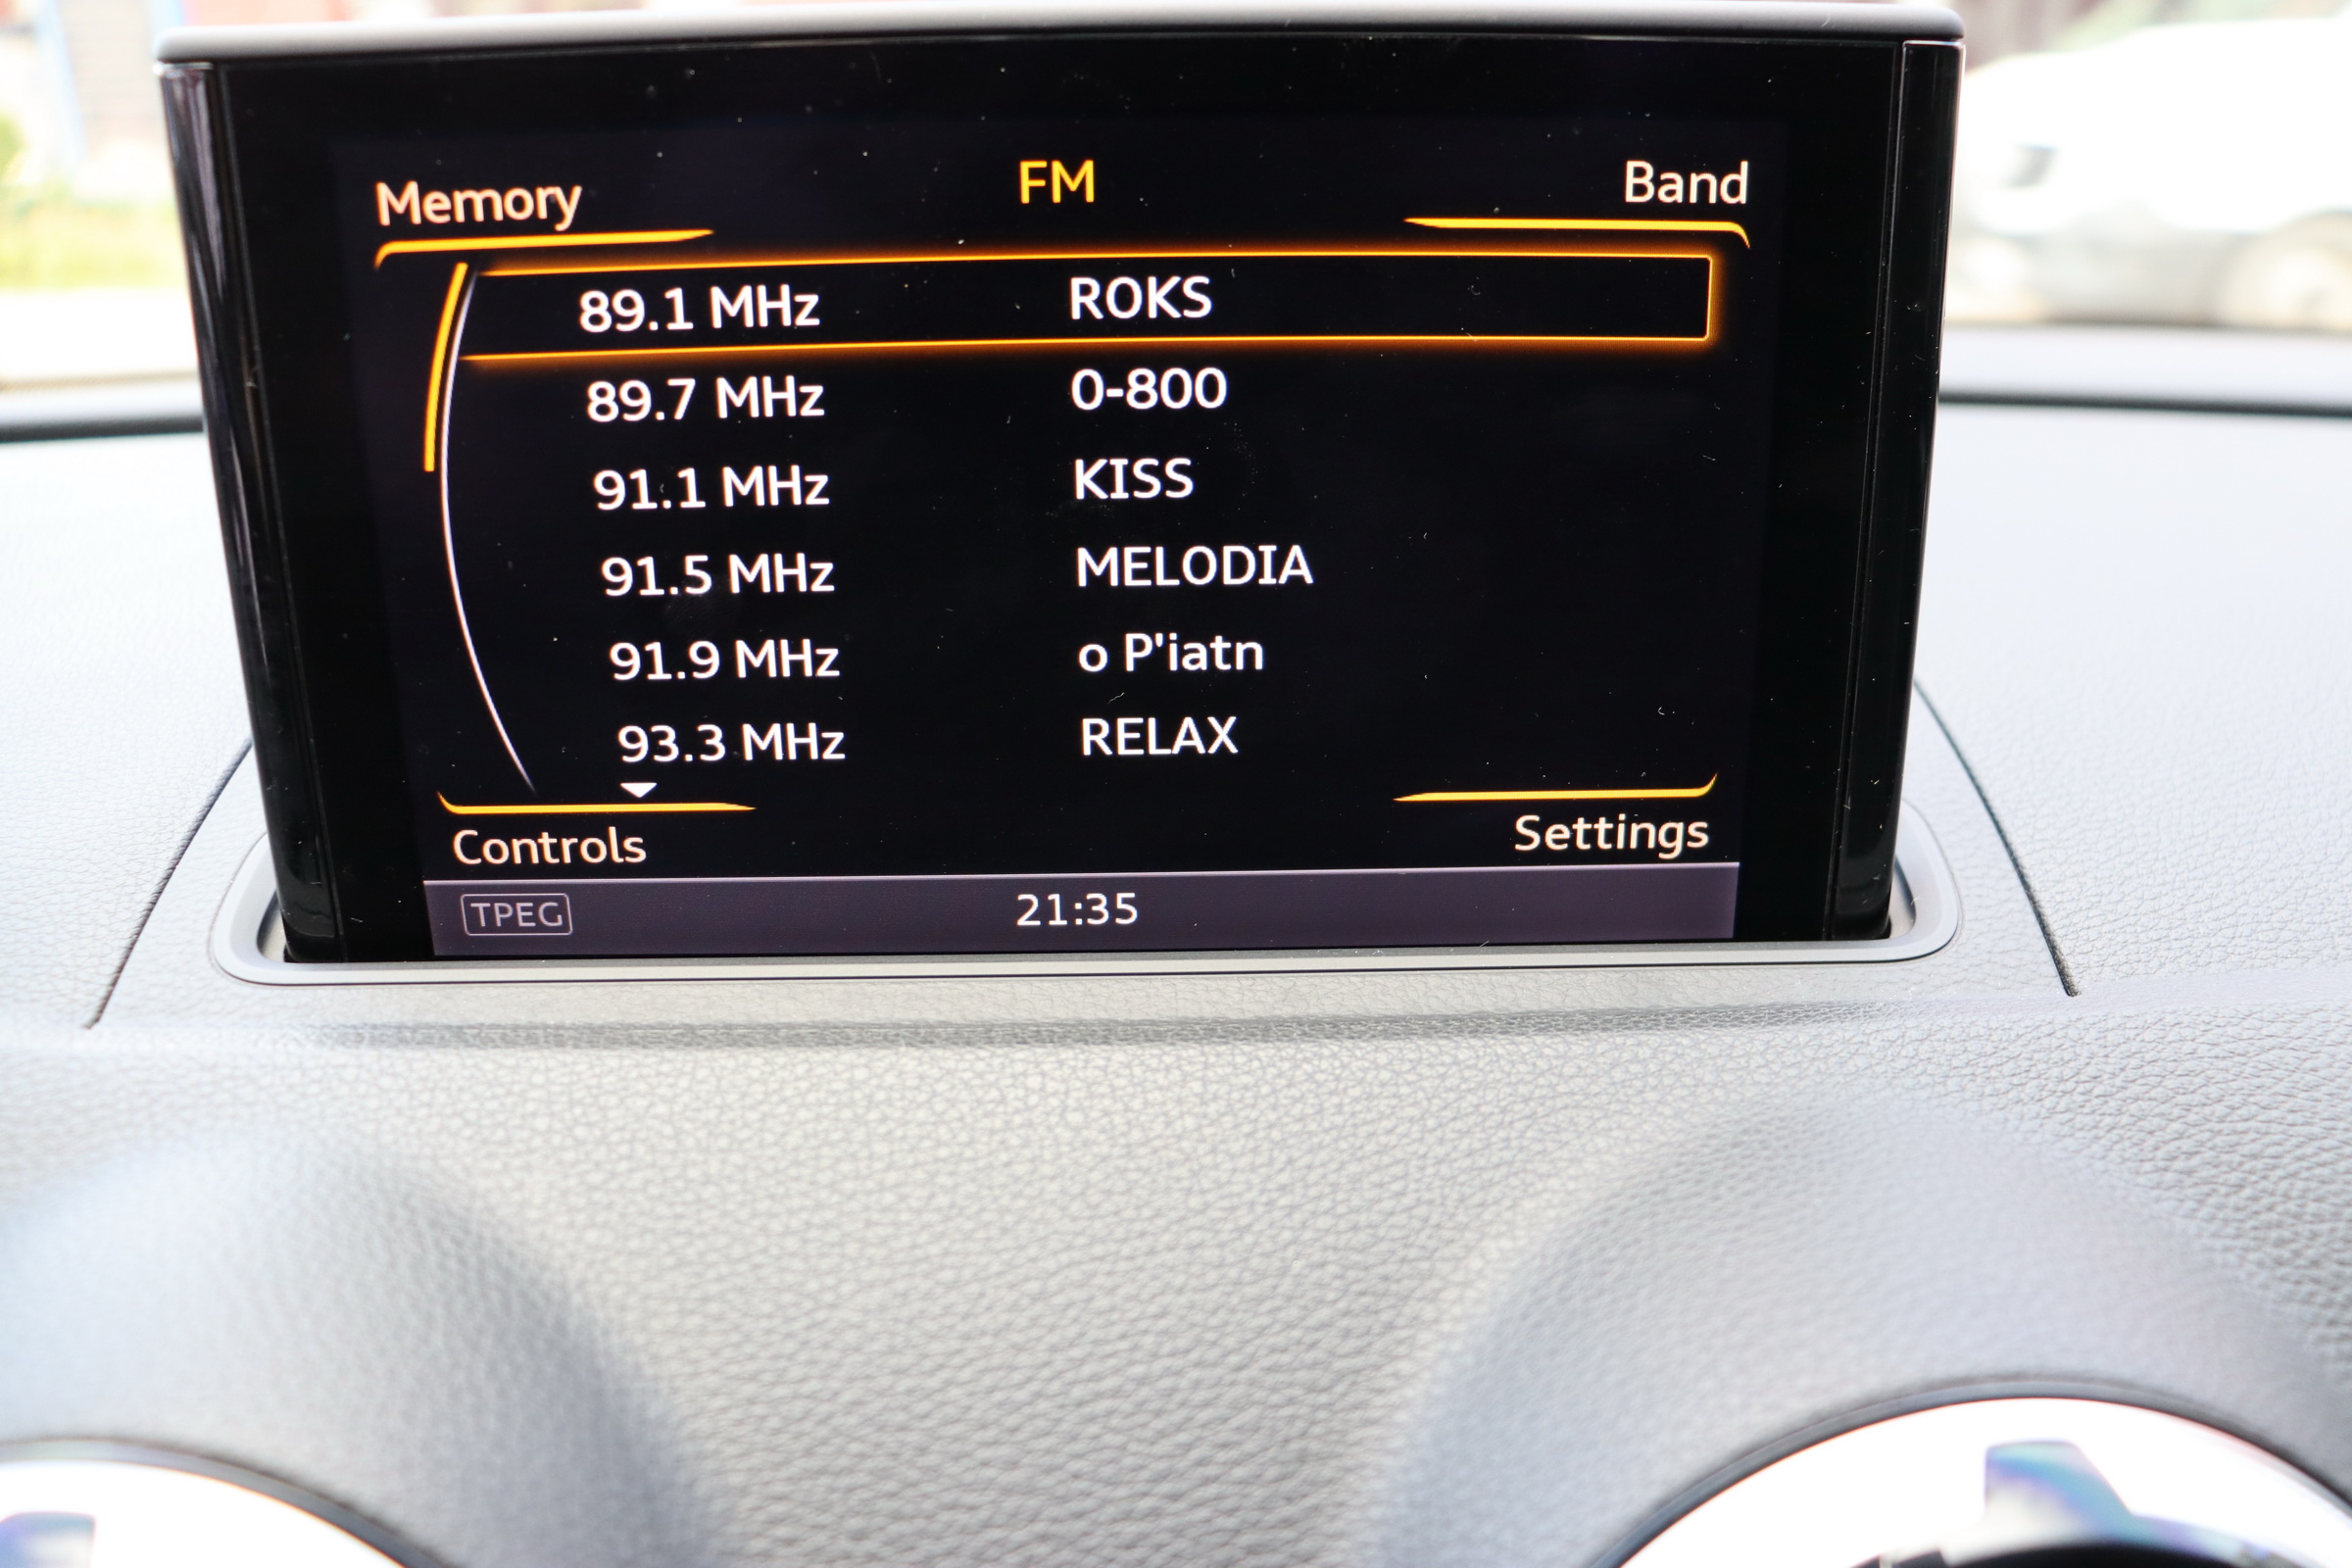 Memory FM Band
89.1 MHz ROKS
89.7 MHz 0-800
91.1 MHz KISS
91.5 MHz MELODIA
91.9 MHz o P'iatn
93.3 MHz RELAX
Controls Settings
TPEG 21:35